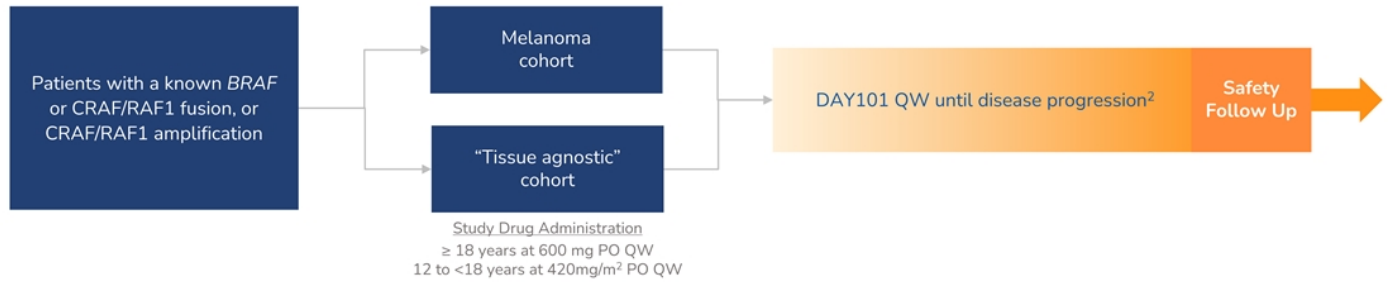 Patients with a known BRAF
or CRAF/RAF1 fusion, or
CRAF/RAF1 amplification
Melanoma
cohort
“Tissue agnostic”
cohort
Study Drug Administration
≥ 18 years at 600 mg PO QW
12 to <18 years at 420mg/m² PO QW
DAY101 QW until disease progression²
Safety
Follow Up